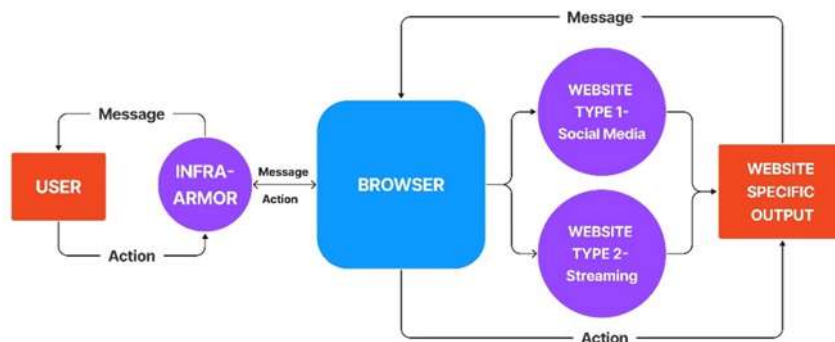 Message
WEBSITE
TYPE 1-
Social Media
Message
USER
INFRA-
ARMOR
Message
Action
BROWSER
WEBSITE
SPECIFIC
OUTPUT
WEBSITE
TYPE 2-
Streaming
Action
Action